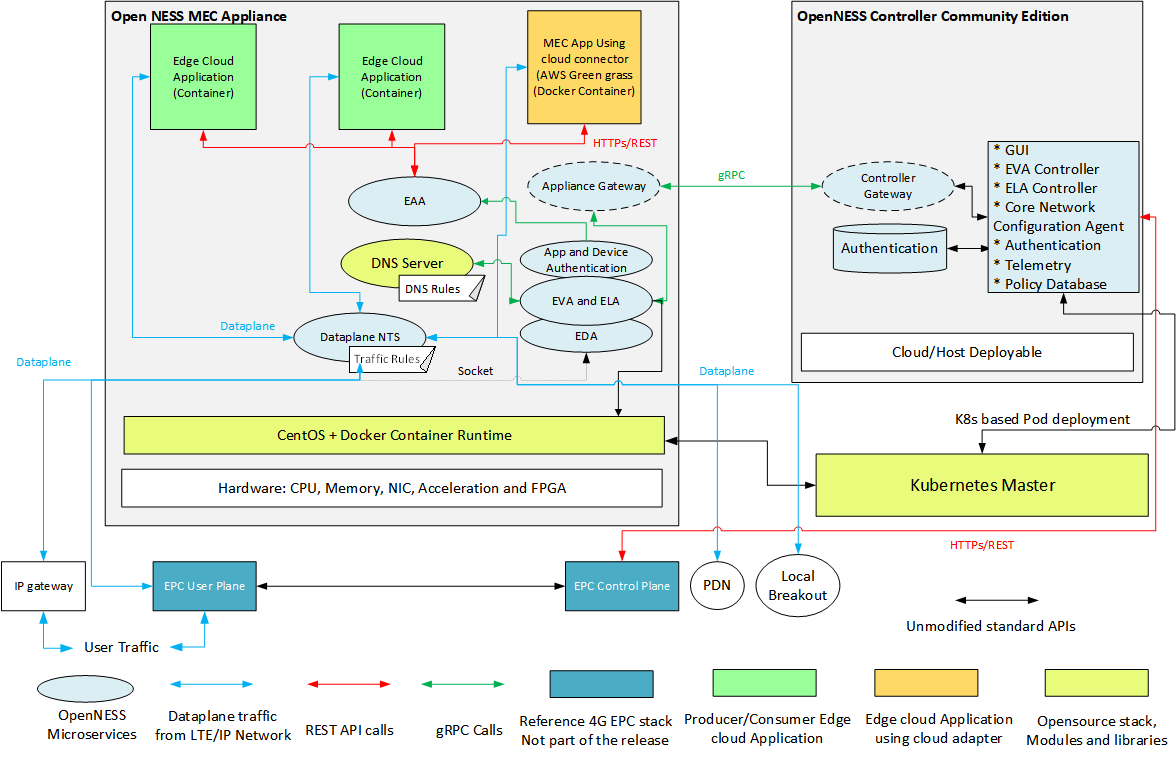 Open NESS MEC Appliance
OpenNESS Controller Community Edition
Edge Cloud
Application
(Container)
Edge Cloud
Application
(Container)
MEC App Using
cloud connector
(AWS Green grass
(Docker Container)
HTTPs/REST
EAA
Appliance Gateway
gRPC
Controller
Gateway
Authentication
* GUI
* EVA Controller
* ELA Controller
* Core Network
Configuration Agent
* Authentication
* Telemetry
* Policy Database
DNS Server
DNS Rules
App and Device
Authentication
EVA and ELA
EDA
Dataplane
Dataplane NTS
Traffic Rules
Cloud/Host Deployable
Dataplane
Socket
Dataplane
CentOS + Docker Container Runtime
K8s based Pod deployment
Hardware: CPU, Memory, NIC, Acceleration and FPGA
Kubernetes Master
HTTPs/REST
IP gateway
EPC User Plane
EPC Control Plane
PDN
Local
Breakout
User Traffic
Unmodified standard APIs
OpenNESS
Microservices
Dataplane traffic
from LTE/IP Network
REST API calls
gRPC Calls
Reference 4G EPC stack
Not part of the release
Producer/Consumer Edge
cloud Application
Edge cloud Application
using cloud adapter
Opensource stack,
Modules and libraries